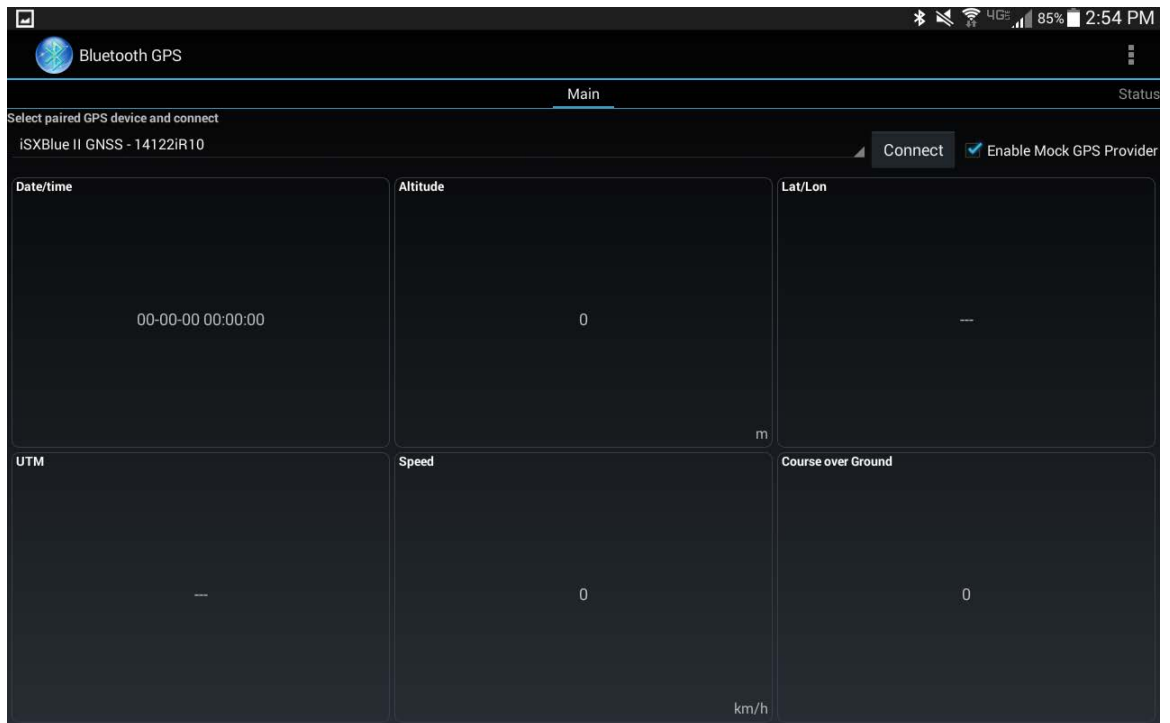 4G 85% 2:54 PM
Bluetooth GPS
Main Status
Select paired GPS device and connect
iSXBlue II GNSS - 14122iR10 Connect Enable Mock GPS Provider
Date/time Altitude Lat/Lon
00-00-00 00:00:00 0 ---
m
UTM Speed Course over Ground
--- 0 0
km/h